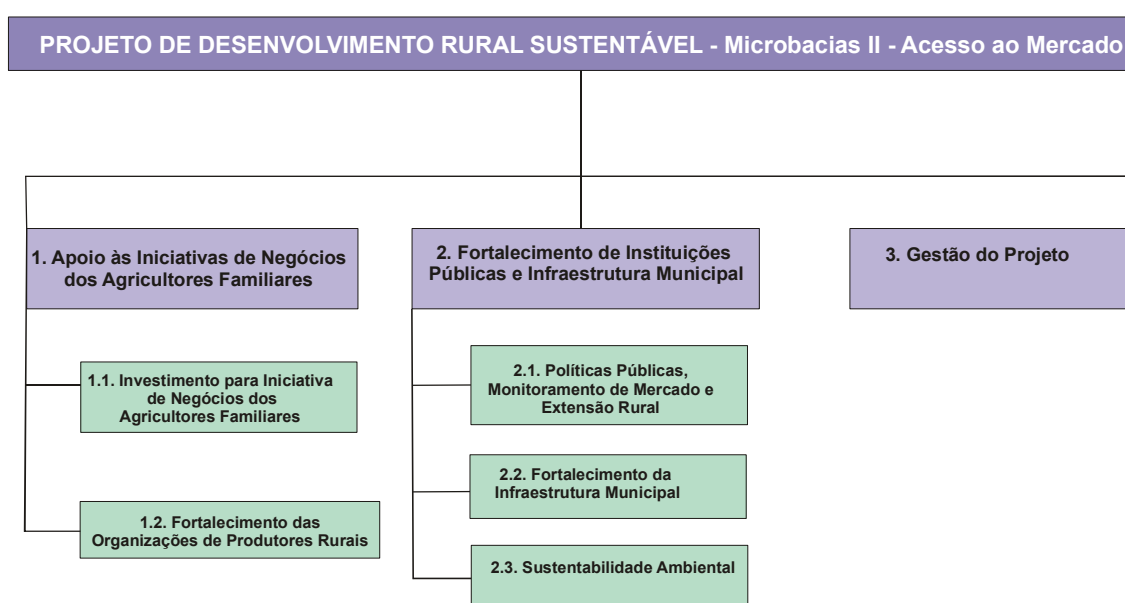 PROJETO DE DESENVOLVIMENTO RURAL SUSTENTÁVEL - Microbacias II - Acesso ao Mercado
1. Apoio às Iniciativas de Negócios
dos Agricultores Familiares
1.1. Investimento para Iniciativa
de Negócios dos
Agricultores Familiares
1.2. Fortalecimento das
Organizações de Produtores Rurais
2. Fortalecimento de Instituições
Públicas e Infraestrutura Municipal
2.1. Políticas Públicas,
Monitoramento de Mercado e
Extensão Rural
2.2. Fortalecimento da
Infraestrutura Municipal
2.3. Sustentabilidade Ambiental
3. Gestão do Projeto